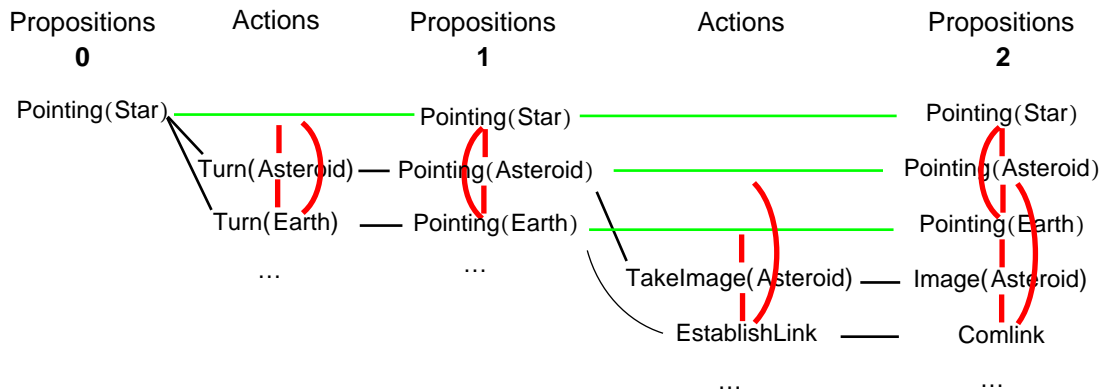 Propositions Actions Propositions Actions Propositions
0 1 2
Pointing(Star) Pointing(Star) Pointing(Star)
Turn(Asteroid) Pointing(Asteroid) Pointing(Asteroid)
Turn(Earth) Pointing(Earth) Pointing(Earth)
... ...
TakeImage(Asteroid) Image(Asteroid)
EstablishLink Comlink
... ...